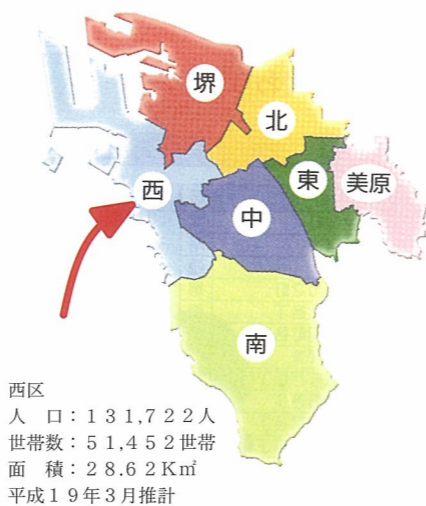 堺
北
東
美原
西
中
南
西区
人　口：１３１,７２２人
世帯数：５１,４５２世帯
面　積：２８.６２Ｋ㎡
平成１９年３月推計